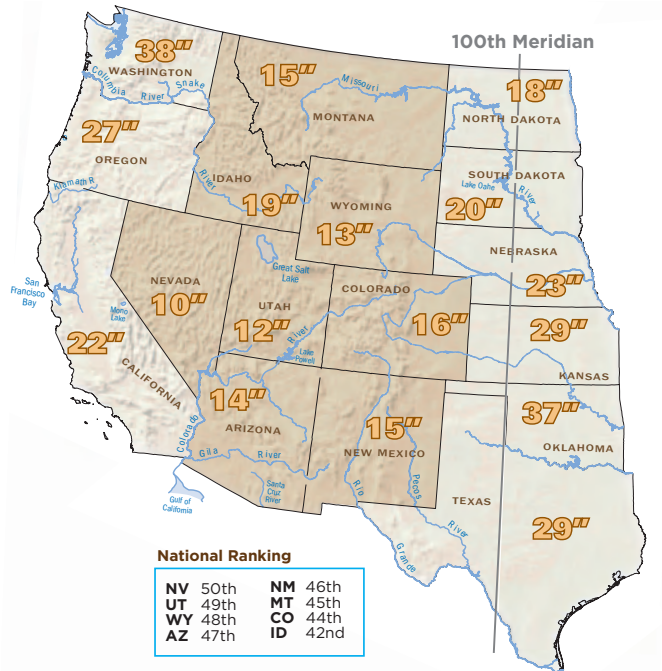 100th Meridian
38"
WASHINGTON
Columbia River
Snake
River
15"
Missouri
MONTANA
18"
NORTH DAKOTA
27"
OREGON
Klamath R.
IDAHO
19"
WYOMING
13"
SOUTH DAKOTA
Lake Oahe
River
20"
NEBRASKA
23"
San
Francisco
Bay
Mono
Lake
22"
CALIFORNIA
NEVADA
10"
Great Salt
Lake
UTAH
12"
River
Lake
Powell
COLORADO
16"
29"
KANSAS
14"
ARIZONA
Colorado
Gila River
Santa
Cruz
River
Gulf of
California
15"
NEW MEXICO
Rio
Grande
Pecos
River
37"
OKLAHOMA
TEXAS
29"
National Ranking
NV 50th NM 46th
UT 49th MT 45th
WY 48th CO 44th
AZ 47th ID 42nd